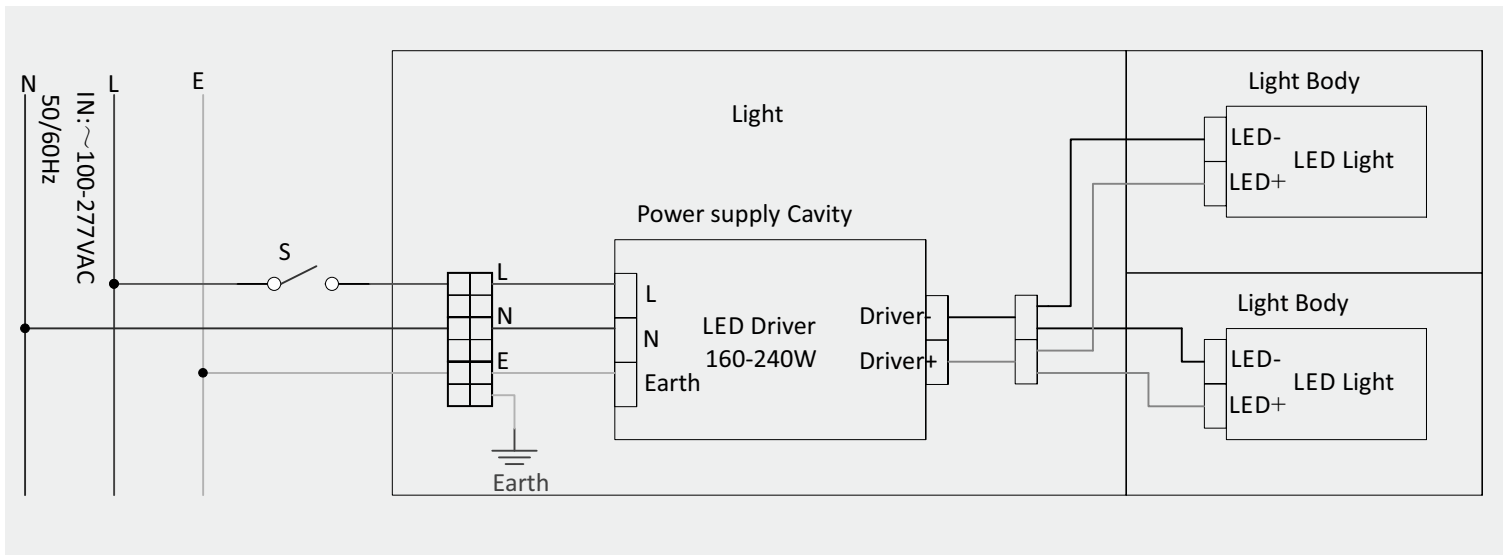 N
L
E
IN:～100-277VAC
50/60Hz
S
Light
Power supply Cavity
L
N
E
Earth
L
N
Earth
LED Driver
160-240W
Driver-
Driver+
Light Body
LED-
LED+
LED Light
Light Body
LED-
LED+
LED Light